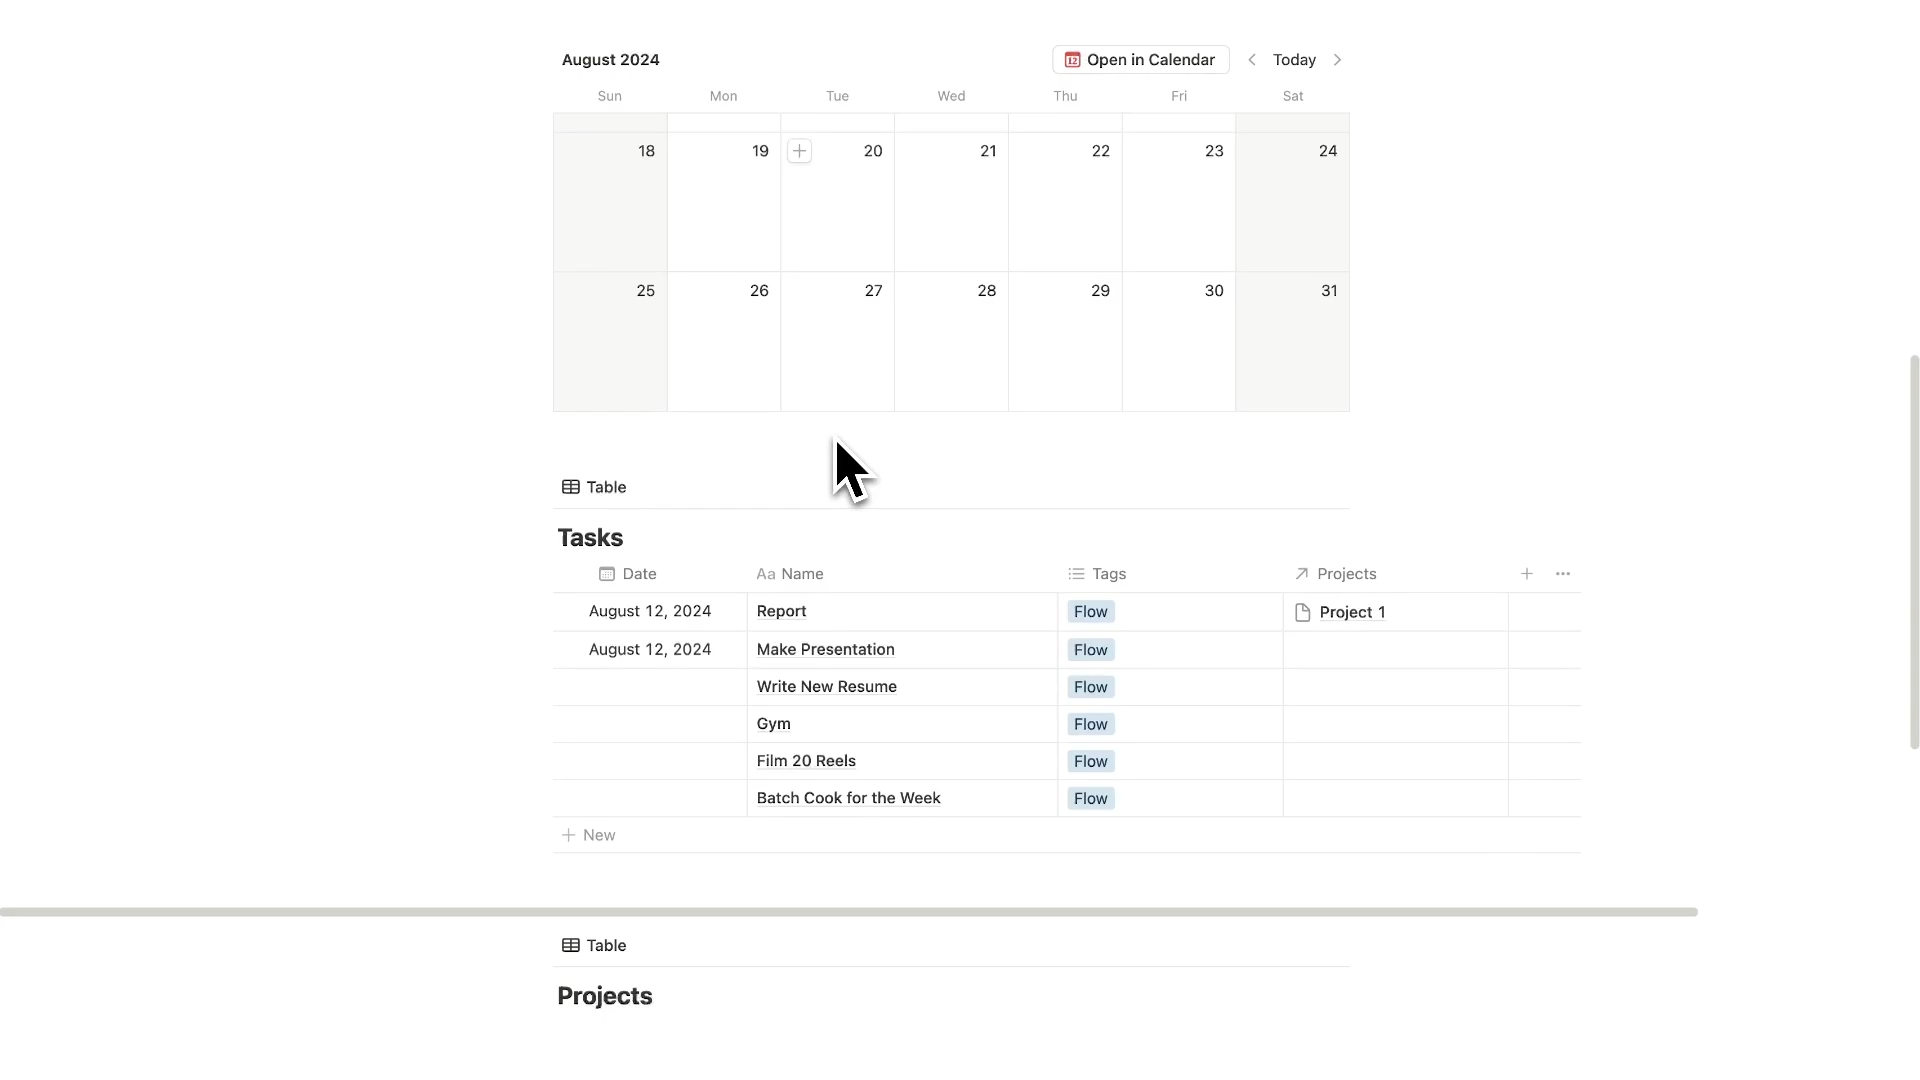 August 2024 Open in Calendar Today
Sun Mon Tue Wed Thu Fri Sat
18 19 20 21 22 23 24
25 26 27 28 29 30 31
Table
Tasks
Date Aa Name Tags Projects
August 12, 2024 Report Flow Project 1
August 12, 2024 Make Presentation Flow
Write New Resume Flow
Gym Flow
Film 20 Reels Flow
Batch Cook for the Week Flow
New
Table
Projects